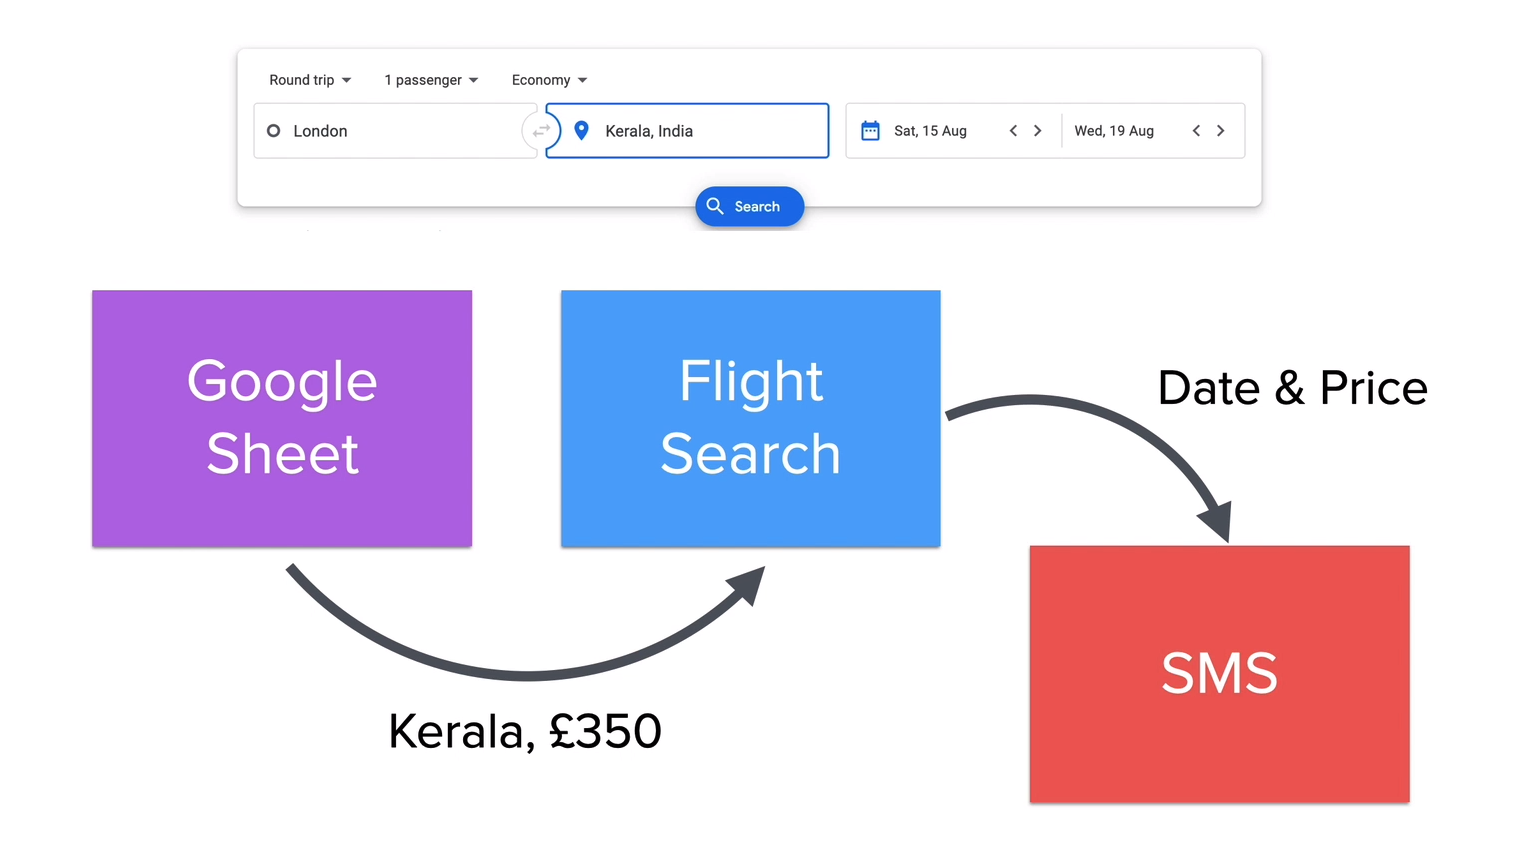 Round trip 1 passenger Economy
London Kerala, India Sat, 15 Aug Wed, 19 Aug
Search
Google
Sheet
Flight
Search
Date & Price
Kerala, £350
SMS